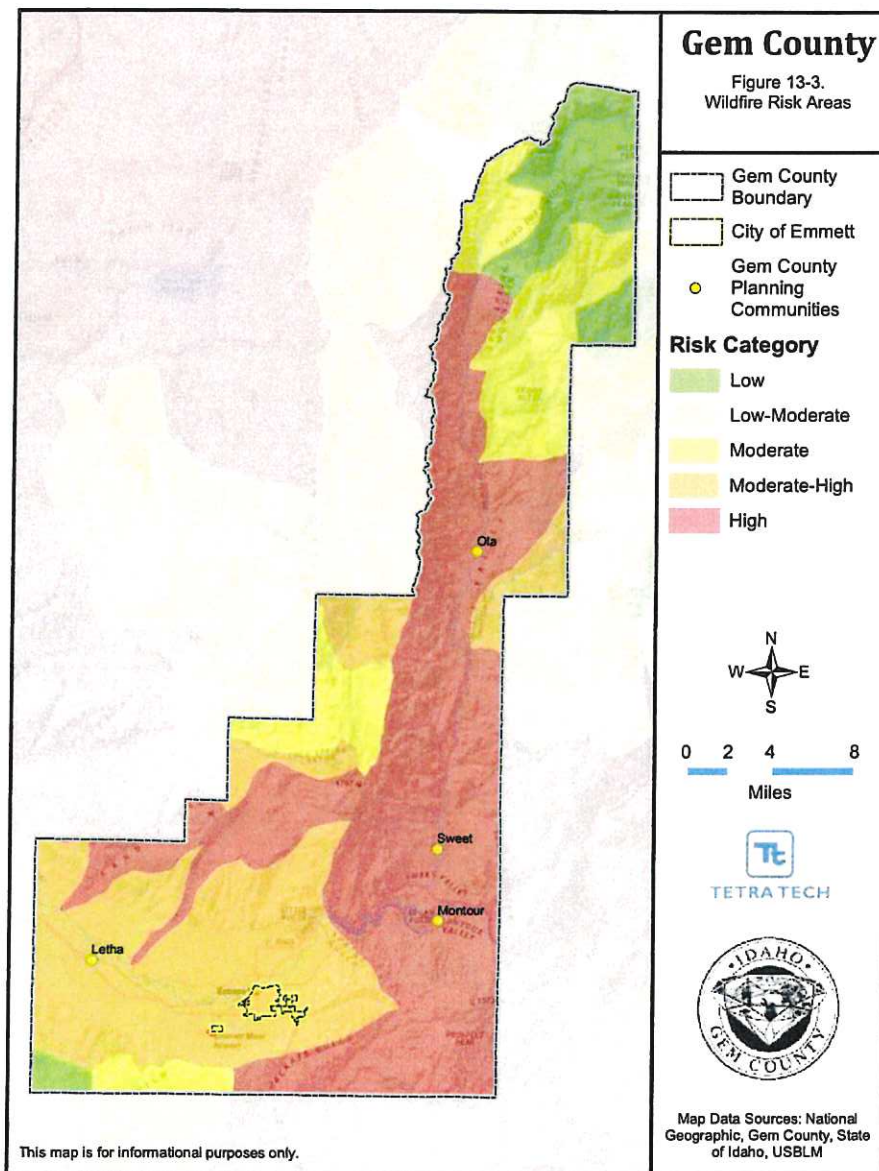 Gem County
Figure 13-3.
Wildfire Risk Areas
Gem County
Boundary
City of Emmett
Gem County
Planning
Communities
Risk Category
Low
Low-Moderate
Moderate
Moderate-High
High
N
W E
S
0 2 4 8
Miles
Tt
TETRA TECH
IDAHO
GEM COUNTY
Map Data Sources: National
Geographic, Gem County, State
of Idaho, USBLM
Ola
Sweet
Montour
Letha
This map is for informational purposes only.